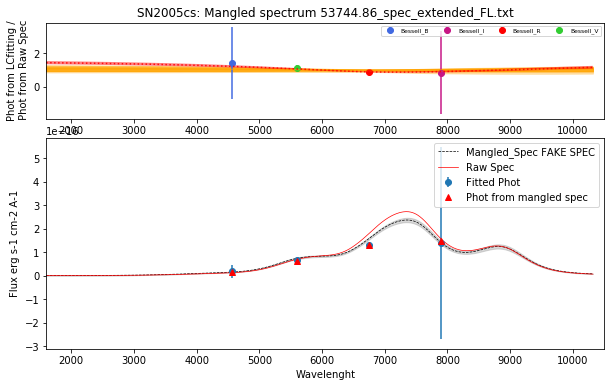 SN2005cs: Mangled spectrum 53744.86_spec_extended_FL.txt
Phot from LCfitting /
Phot from Raw Spec
2
0
Bessell_B
Bessell_I
Bessell_R
Bessell_V
2000 3000 4000 5000 6000 7000 8000 9000 10000
1e−16
Flux erg s-1 cm-2 A-1
5
4
3
2
1
0
−1
−2
−3
Mangled_Spec FAKE SPEC
Raw Spec
Fitted Phot
Phot from mangled spec
2000 3000 4000 5000 6000 7000 8000 9000 10000
Wavelenght